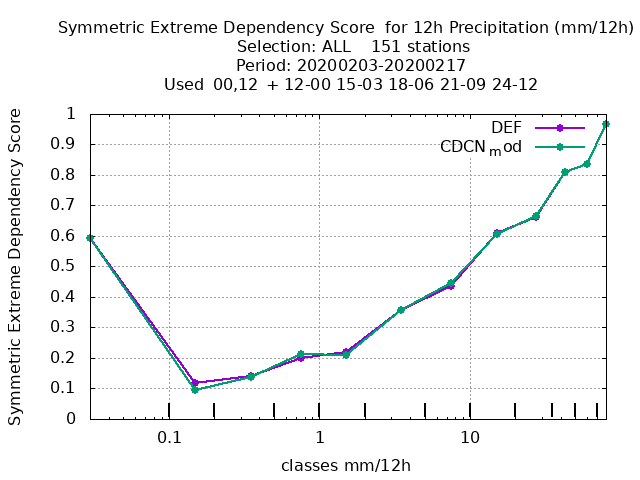 Symmetric Extreme Dependency Score  for 12h Precipitation (mm/12h)
Selection: ALL    151 stations
Period: 20200203-20200217
Used  00,12  + 12-00 15-03 18-06 21-09 24-12
DEF
CDCNmod
Symmetric Extreme Dependency Score
1
0.9
0.8
0.7
0.6
0.5
0.4
0.3
0.2
0.1
0
0.1 1 10
classes mm/12h